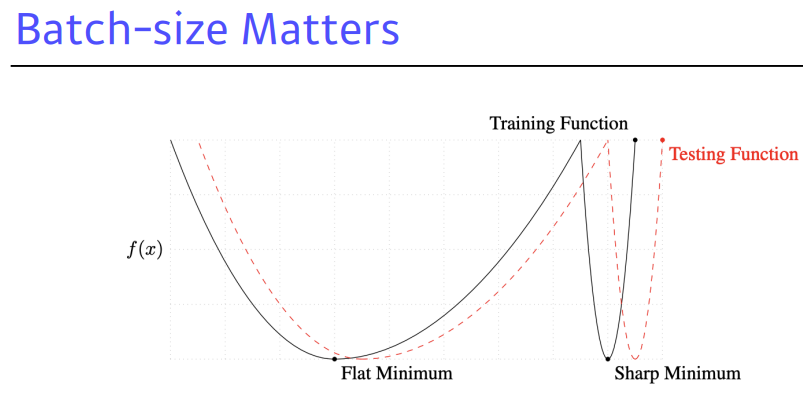 Batch-size Matters
Training Function
Testing Function
f(x)
Flat Minimum
Sharp Minimum